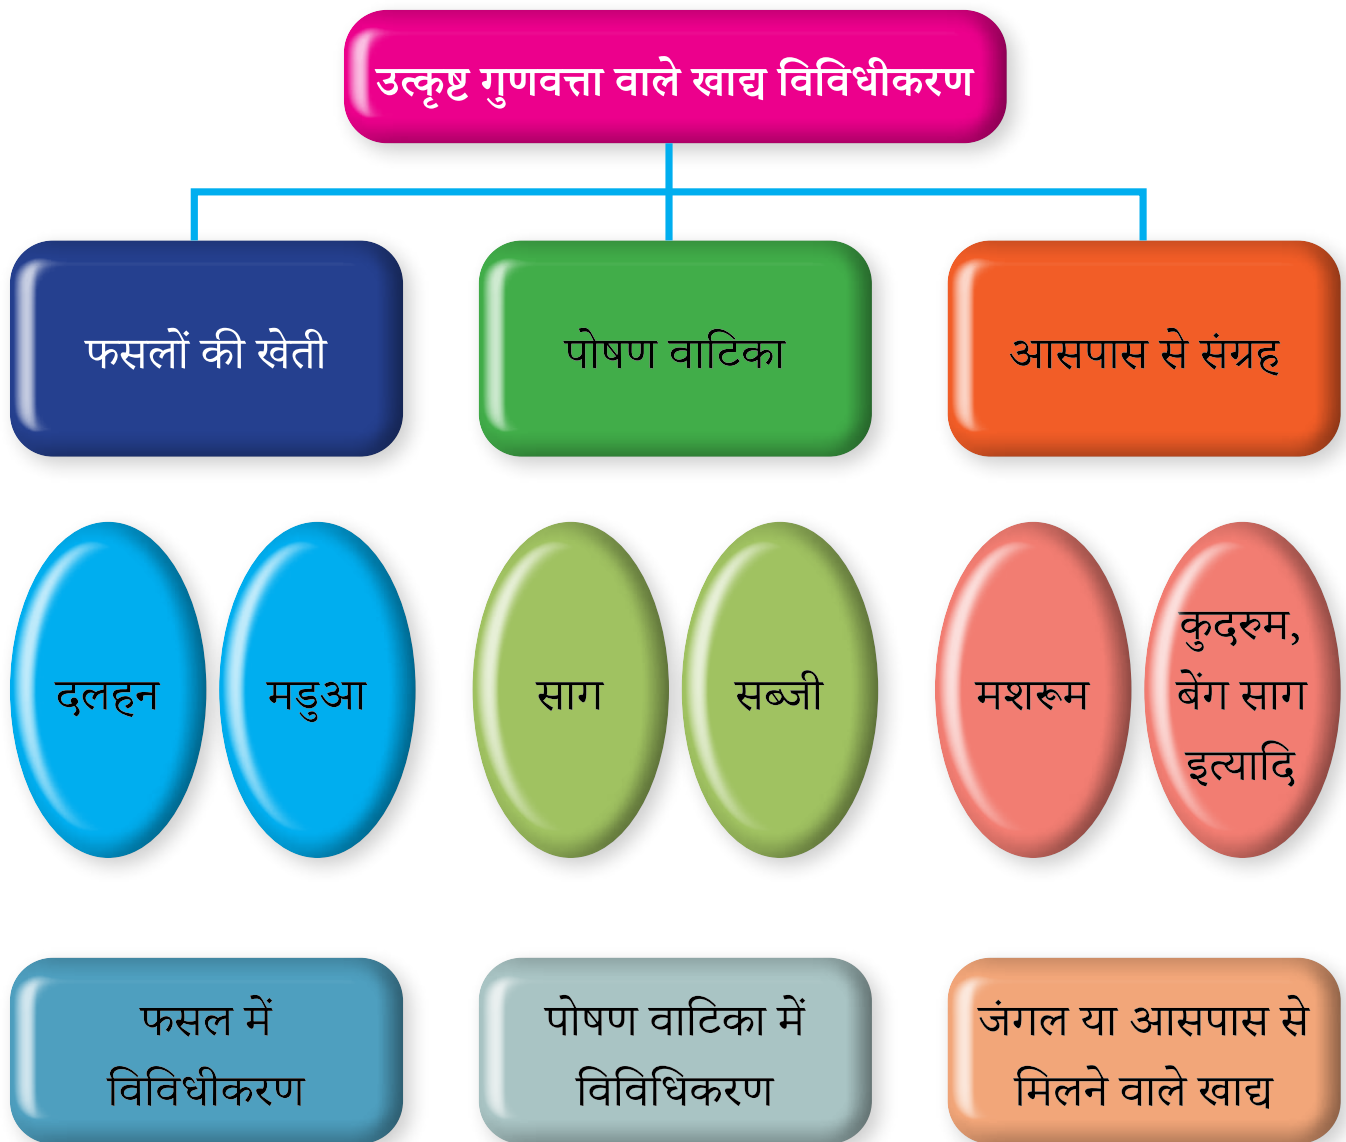 उत्कृष्ट गुणवत्ता वाले खाद्य विविधीकरण
फसलों की खेती
पोषण वाटिका
आसपास से संग्रह
दलहन
मडुआ
साग
सब्जी
मशरूम
कुदरुम,
बेंग साग
इत्यादि
फसल में
विविधीकरण
पोषण वाटिका में
विविधिकरण
जंगल या आसपास से
मिलने वाले खाद्य